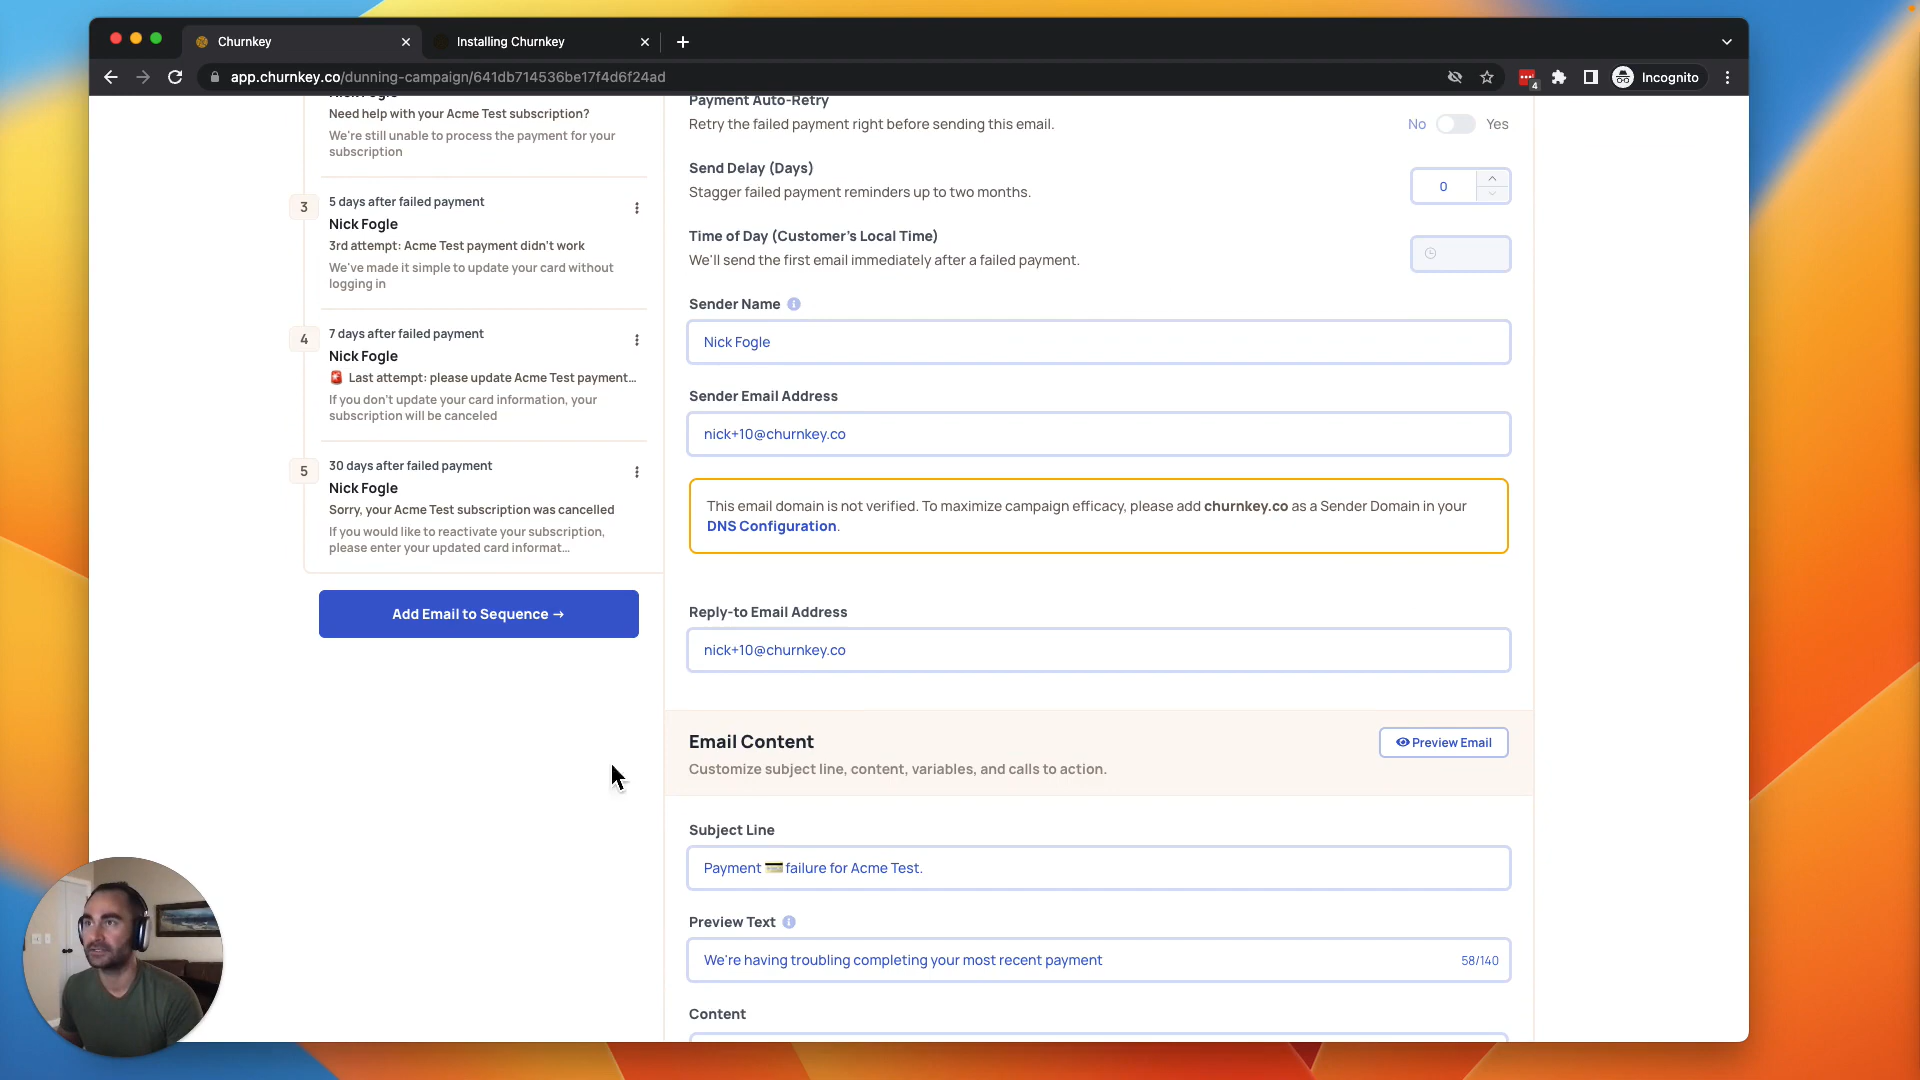 Churnkey
Installing Churnkey
app.churnkey.co/dunning-campaign/641db714536be17f4d6f24ad
4
Incognito
Nick Fogle
Need help with your Acme Test subscription?
We're still unable to process the payment for your
subscription
3
5 days after failed payment
Nick Fogle
3rd attempt: Acme Test payment didn't work
We've made it simple to update your card without
logging in
4
7 days after failed payment
Nick Fogle
🚨 Last attempt: please update Acme Test payment...
If you don't update your card information, your
subscription will be canceled
5
30 days after failed payment
Nick Fogle
Sorry, your Acme Test subscription was cancelled
If you would like to reactivate your subscription,
please enter your updated card informat...
Add Email to Sequence →
Payment Auto-Retry
Retry the failed payment right before sending this email.
No Yes
Send Delay (Days)
Stagger failed payment reminders up to two months.
0
Time of Day (Customer's Local Time)
We'll send the first email immediately after a failed payment.
Sender Name
Nick Fogle
Sender Email Address
nick+10@churnkey.co
This email domain is not verified. To maximize campaign efficacy, please add churnkey.co as a Sender Domain in your
DNS Configuration.
Reply-to Email Address
nick+10@churnkey.co
Email Content
Customize subject line, content, variables, and calls to action.
Preview Email
Subject Line
Payment 💳 failure for Acme Test.
Preview Text
We're having troubling completing your most recent payment
58/140
Content